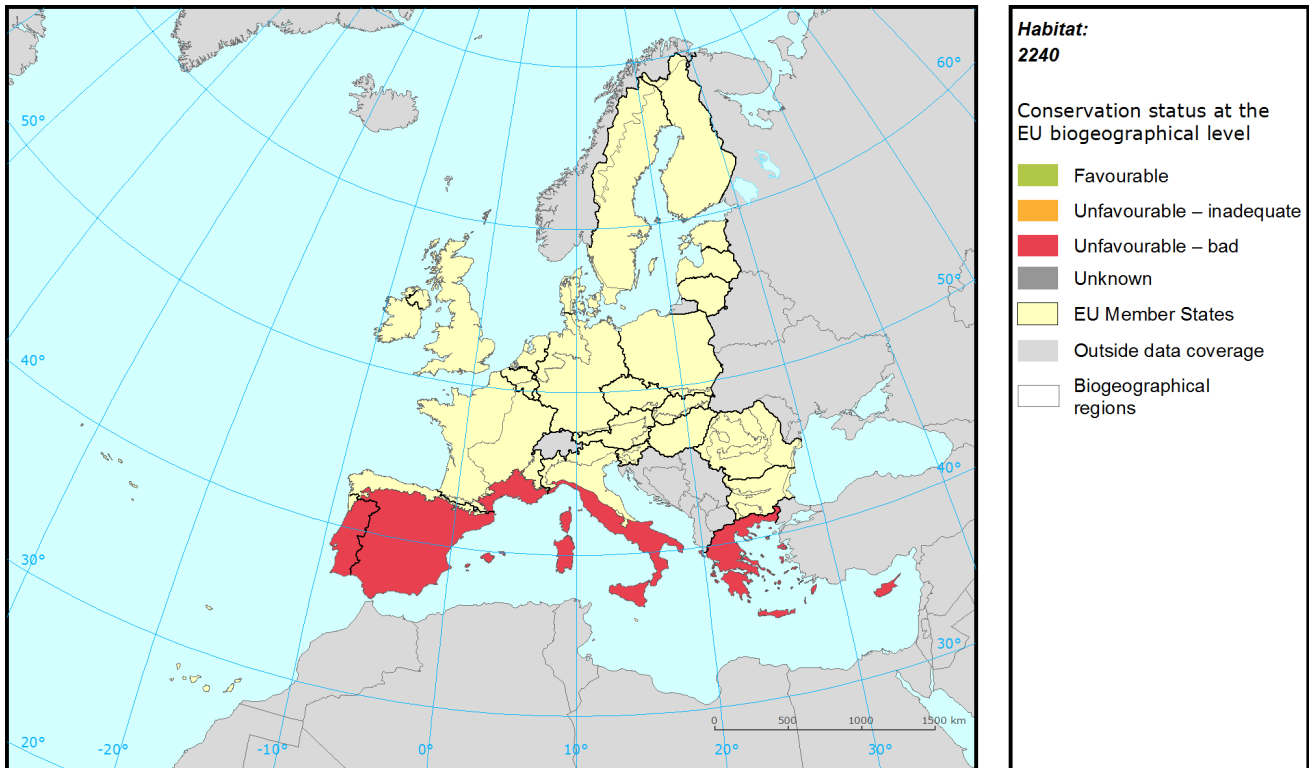 Habitat:
2240
Conservation status at the
EU biogeographical level
Favourable
Unfavourable – inadequate
Unfavourable – bad
Unknown
EU Member States
Outside data coverage
Biogeographical
regions
60°
50°
50°
40°
40°
30°
30°
0 500 1000 1500 km
20° -20° -10° 0° 10° 20° 30°